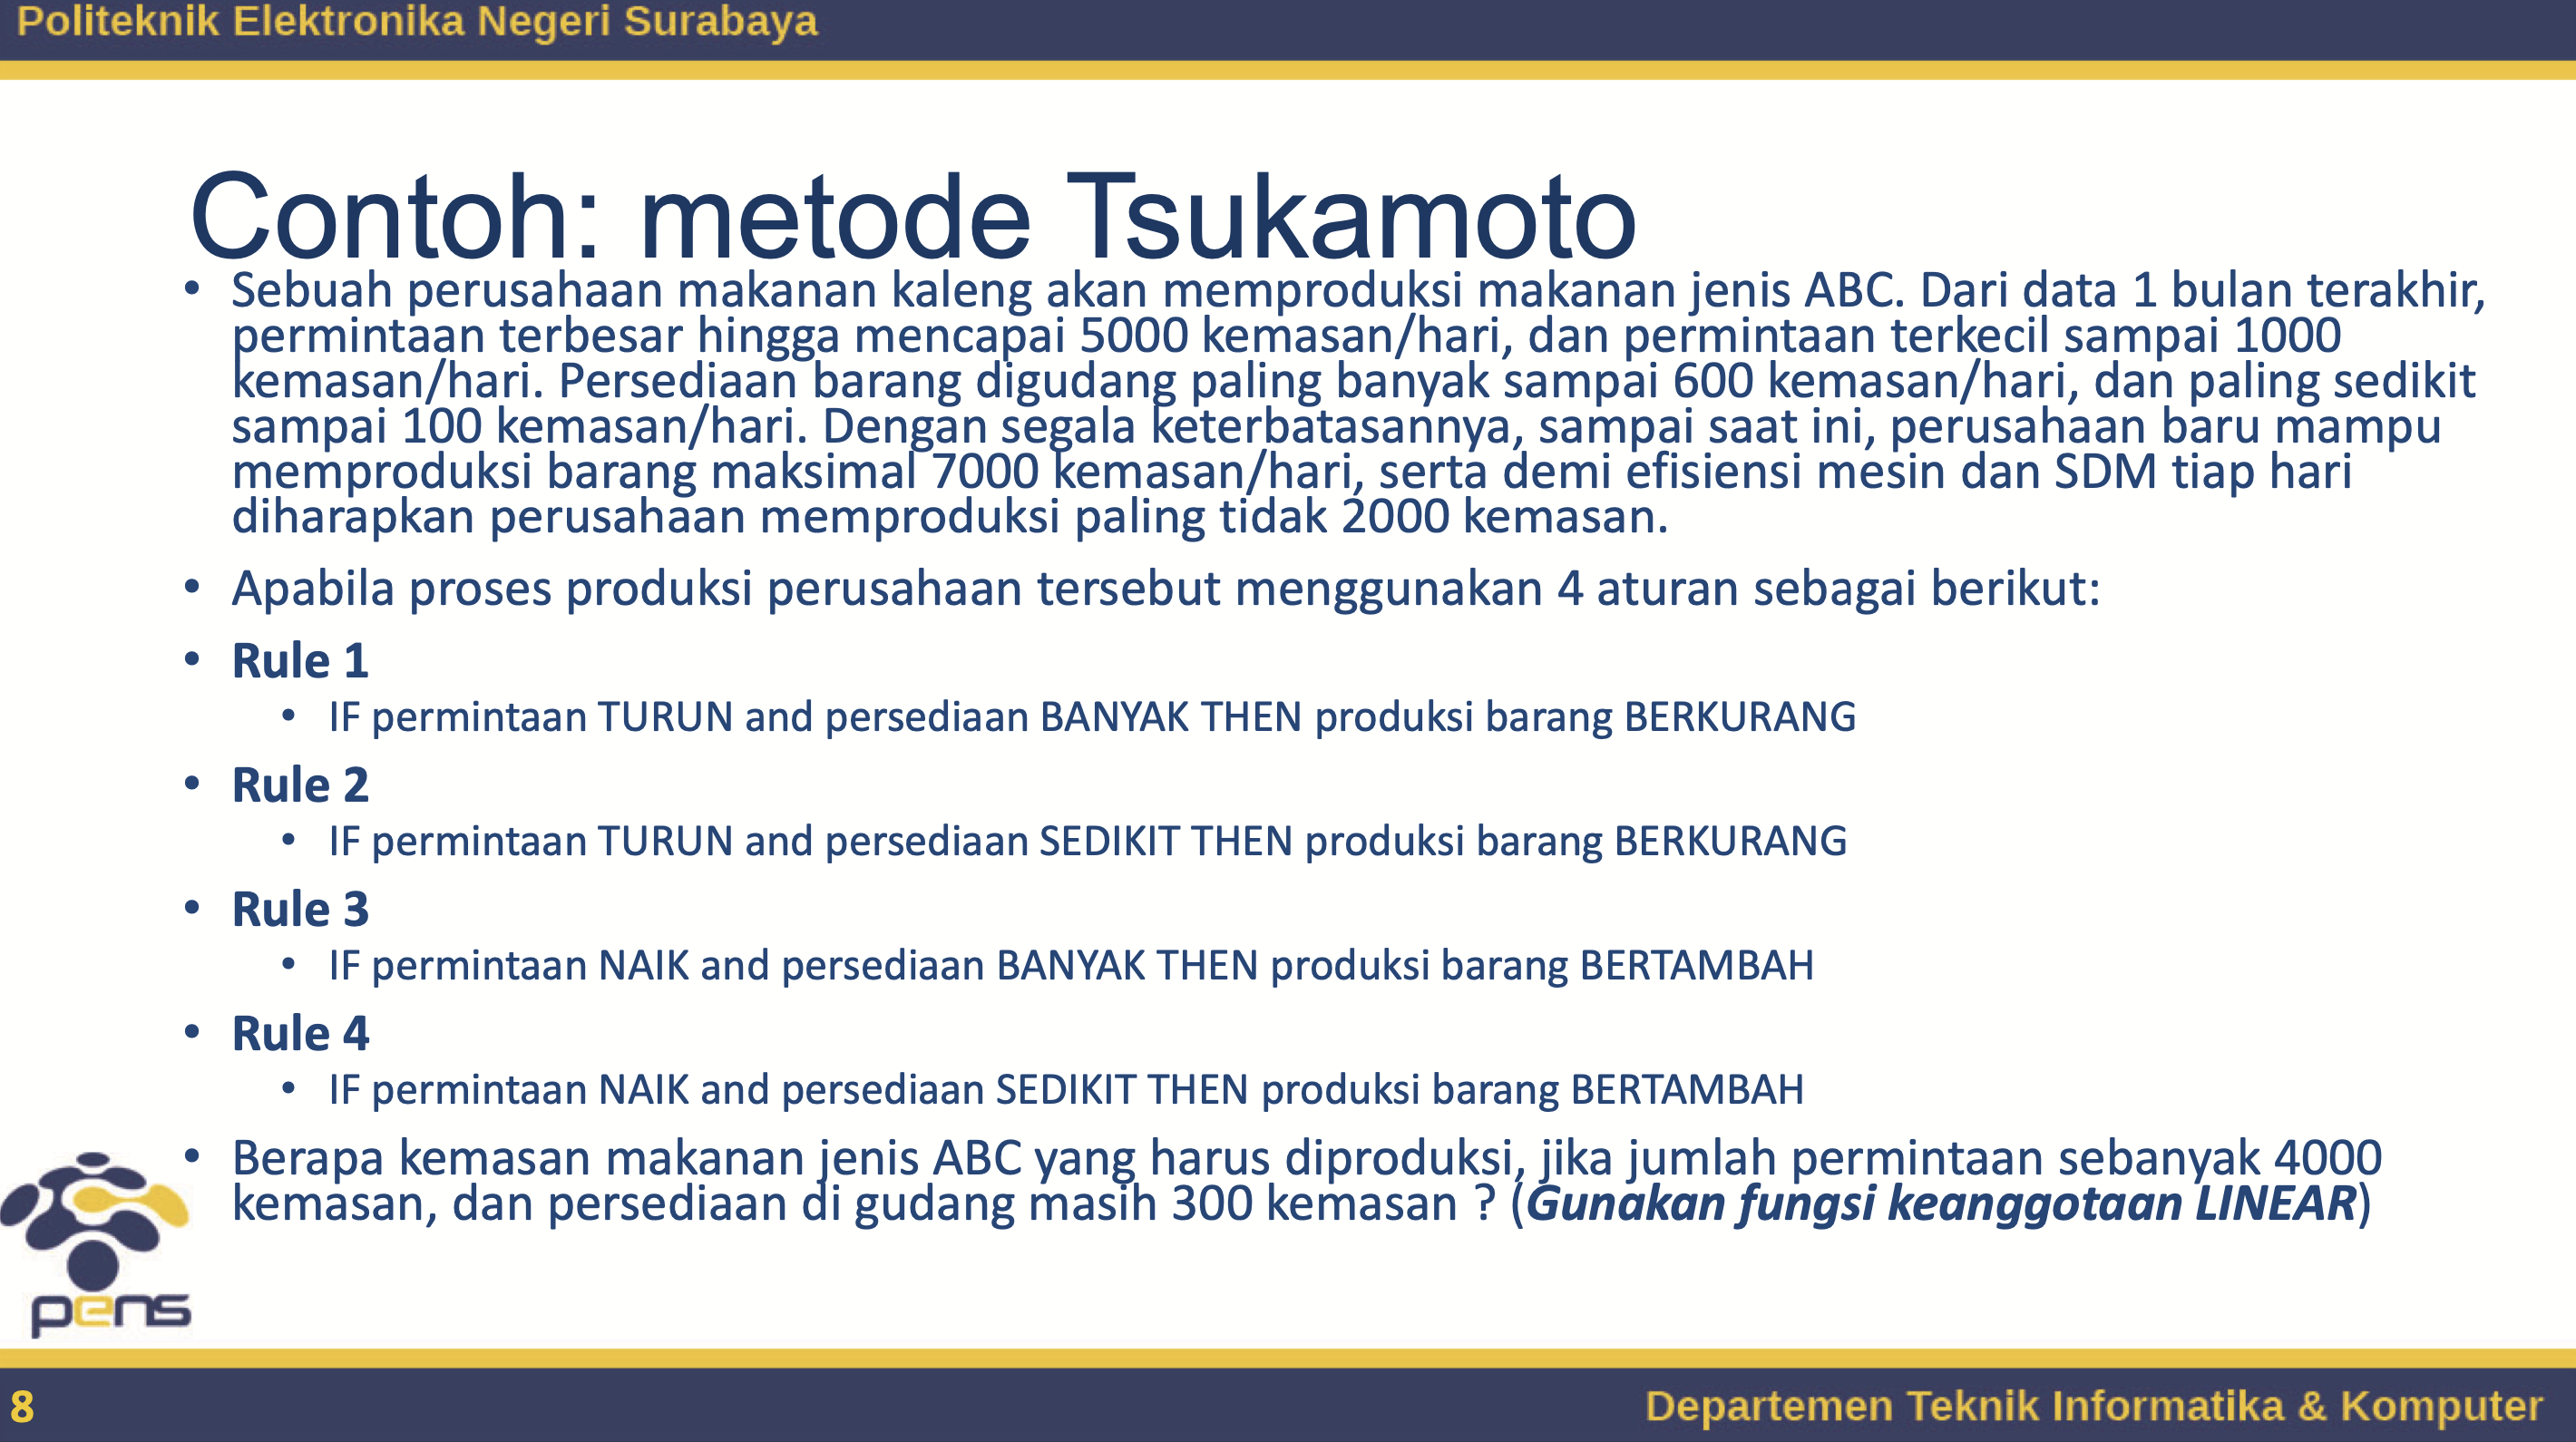 Politeknik Elektronika Negeri Surabaya
Contoh: metode Tsukamoto
• Sebuah perusahaan makanan kaleng akan memproduksi makanan jenis ABC. Dari data 1 bulan terakhir,
permintaan terbesar hingga mencapai 5000 kemasan/hari, dan permintaan terkecil sampai 1000
kemasan/hari. Persediaan barang digudang paling banyak sampai 600 kemasan/hari, dan paling sedikit
sampai 100 kemasan/hari. Dengan segala keterbatasannya, sampai saat ini, perusahaan baru mampu
memproduksi barang maksimal 7000 kemasan/hari, serta demi efisiensi mesin dan SDM tiap hari
diharapkan perusahaan memproduksi paling tidak 2000 kemasan.
• Apabila proses produksi perusahaan tersebut menggunakan 4 aturan sebagai berikut:
• Rule 1
• IF permintaan TURUN and persediaan BANYAK THEN produksi barang BERKURANG
• Rule 2
• IF permintaan TURUN and persediaan SEDIKIT THEN produksi barang BERKURANG
• Rule 3
• IF permintaan NAIK and persediaan BANYAK THEN produksi barang BERTAMBAH
• Rule 4
• IF permintaan NAIK and persediaan SEDIKIT THEN produksi barang BERTAMBAH
• Berapa kemasan makanan jenis ABC yang harus diproduksi, jika jumlah permintaan sebanyak 4000
kemasan, dan persediaan di gudang masih 300 kemasan ? (Gunakan fungsi keanggotaan LINEAR)
pens
8
Departemen Teknik Informatika & Komputer